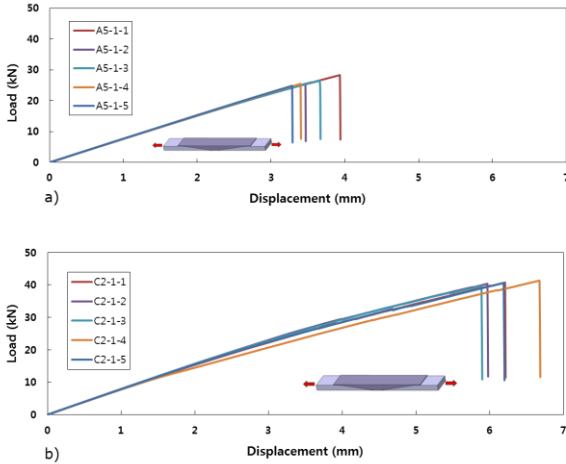 50
40
30
20
10
0
Load (kN)
A5-1-1
A5-1-2
A5-1-3
A5-1-4
A5-1-5
0 1 2 3 4 5 6 7
Displacement (mm)
a)
50
40
30
20
10
0
Load (kN)
C2-1-1
C2-1-2
C2-1-3
C2-1-4
C2-1-5
0 1 2 3 4 5 6 7
Displacement (mm)
b)